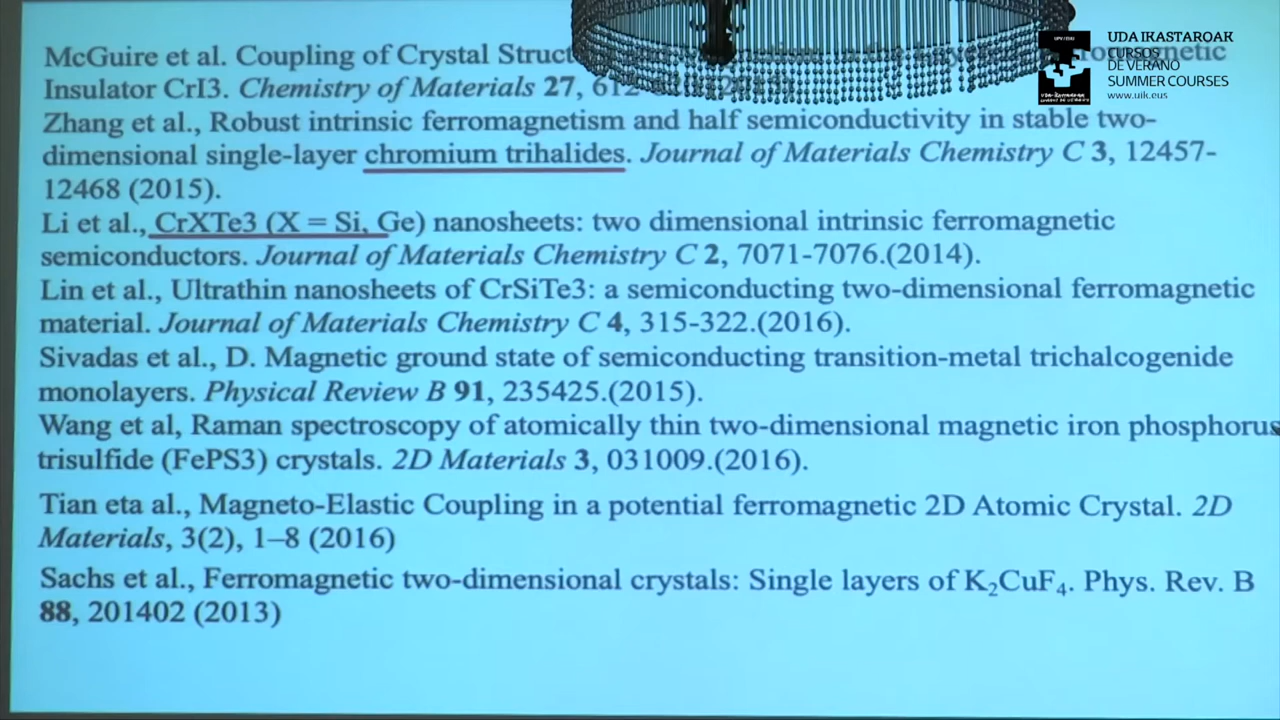 McGuire et al. Coupling of Crystal Struct
Insulator CrI3. Chemistry of Materials 27, 612
Zhang et al., Robust intrinsic ferromagnetism and half semiconductivity in stable two-
dimensional single-layer chromium trihalides. Journal of Materials Chemistry C 3, 12457-
12468 (2015).
Li et al., CrXTe3 (X = Si, Ge) nanosheets: two dimensional intrinsic ferromagnetic
semiconductors. Journal of Materials Chemistry C 2, 7071-7076.(2014).
Lin et al., Ultrathin nanosheets of CrSiTe3: a semiconducting two-dimensional ferromagnetic
material. Journal of Materials Chemistry C 4, 315-322.(2016).
Sivadas et al., D. Magnetic ground state of semiconducting transition-metal trichalcogenide
monolayers. Physical Review B 91, 235425.(2015).
Wang et al, Raman spectroscopy of atomically thin two-dimensional magnetic iron phosphorus
trisulfide (FePS3) crystals. 2D Materials 3, 031009.(2016).
Tian eta al., Magneto-Elastic Coupling in a potential ferromagnetic 2D Atomic Crystal. 2D
Materials, 3(2), 1–8 (2016)
Sachs et al., Ferromagnetic two-dimensional crystals: Single layers of K₂CuF₄. Phys. Rev. B
88, 201402 (2013)
UDA IKASTAROAK
CURSOS
DE VERANO
SUMMER COURSES
www.uik.eus